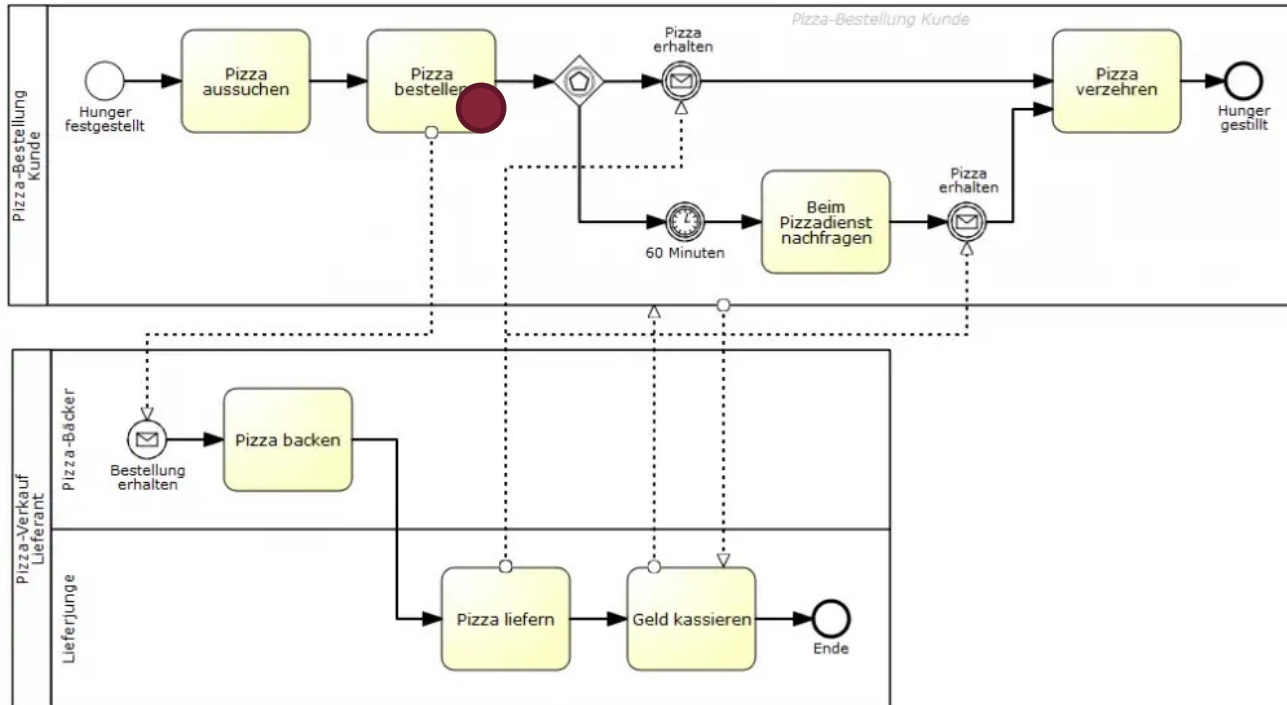 Pizza-Bestellung Kunde
Pizza-Bestellung
Kunde
Hunger
festgestellt
Pizza
aussuchen
Pizza
bestellen
Pizza
erhalten
Pizza
verzehren
Hunger
gestillt
60 Minuten
Beim
Pizzadienst
nachfragen
Pizza
erhalten
Pizza-Verkauf
Lieferant
Pizza-Bäcker
Bestellung
erhalten
Pizza backen
Lieferjunge
Pizza liefern
Geld kassieren
Ende